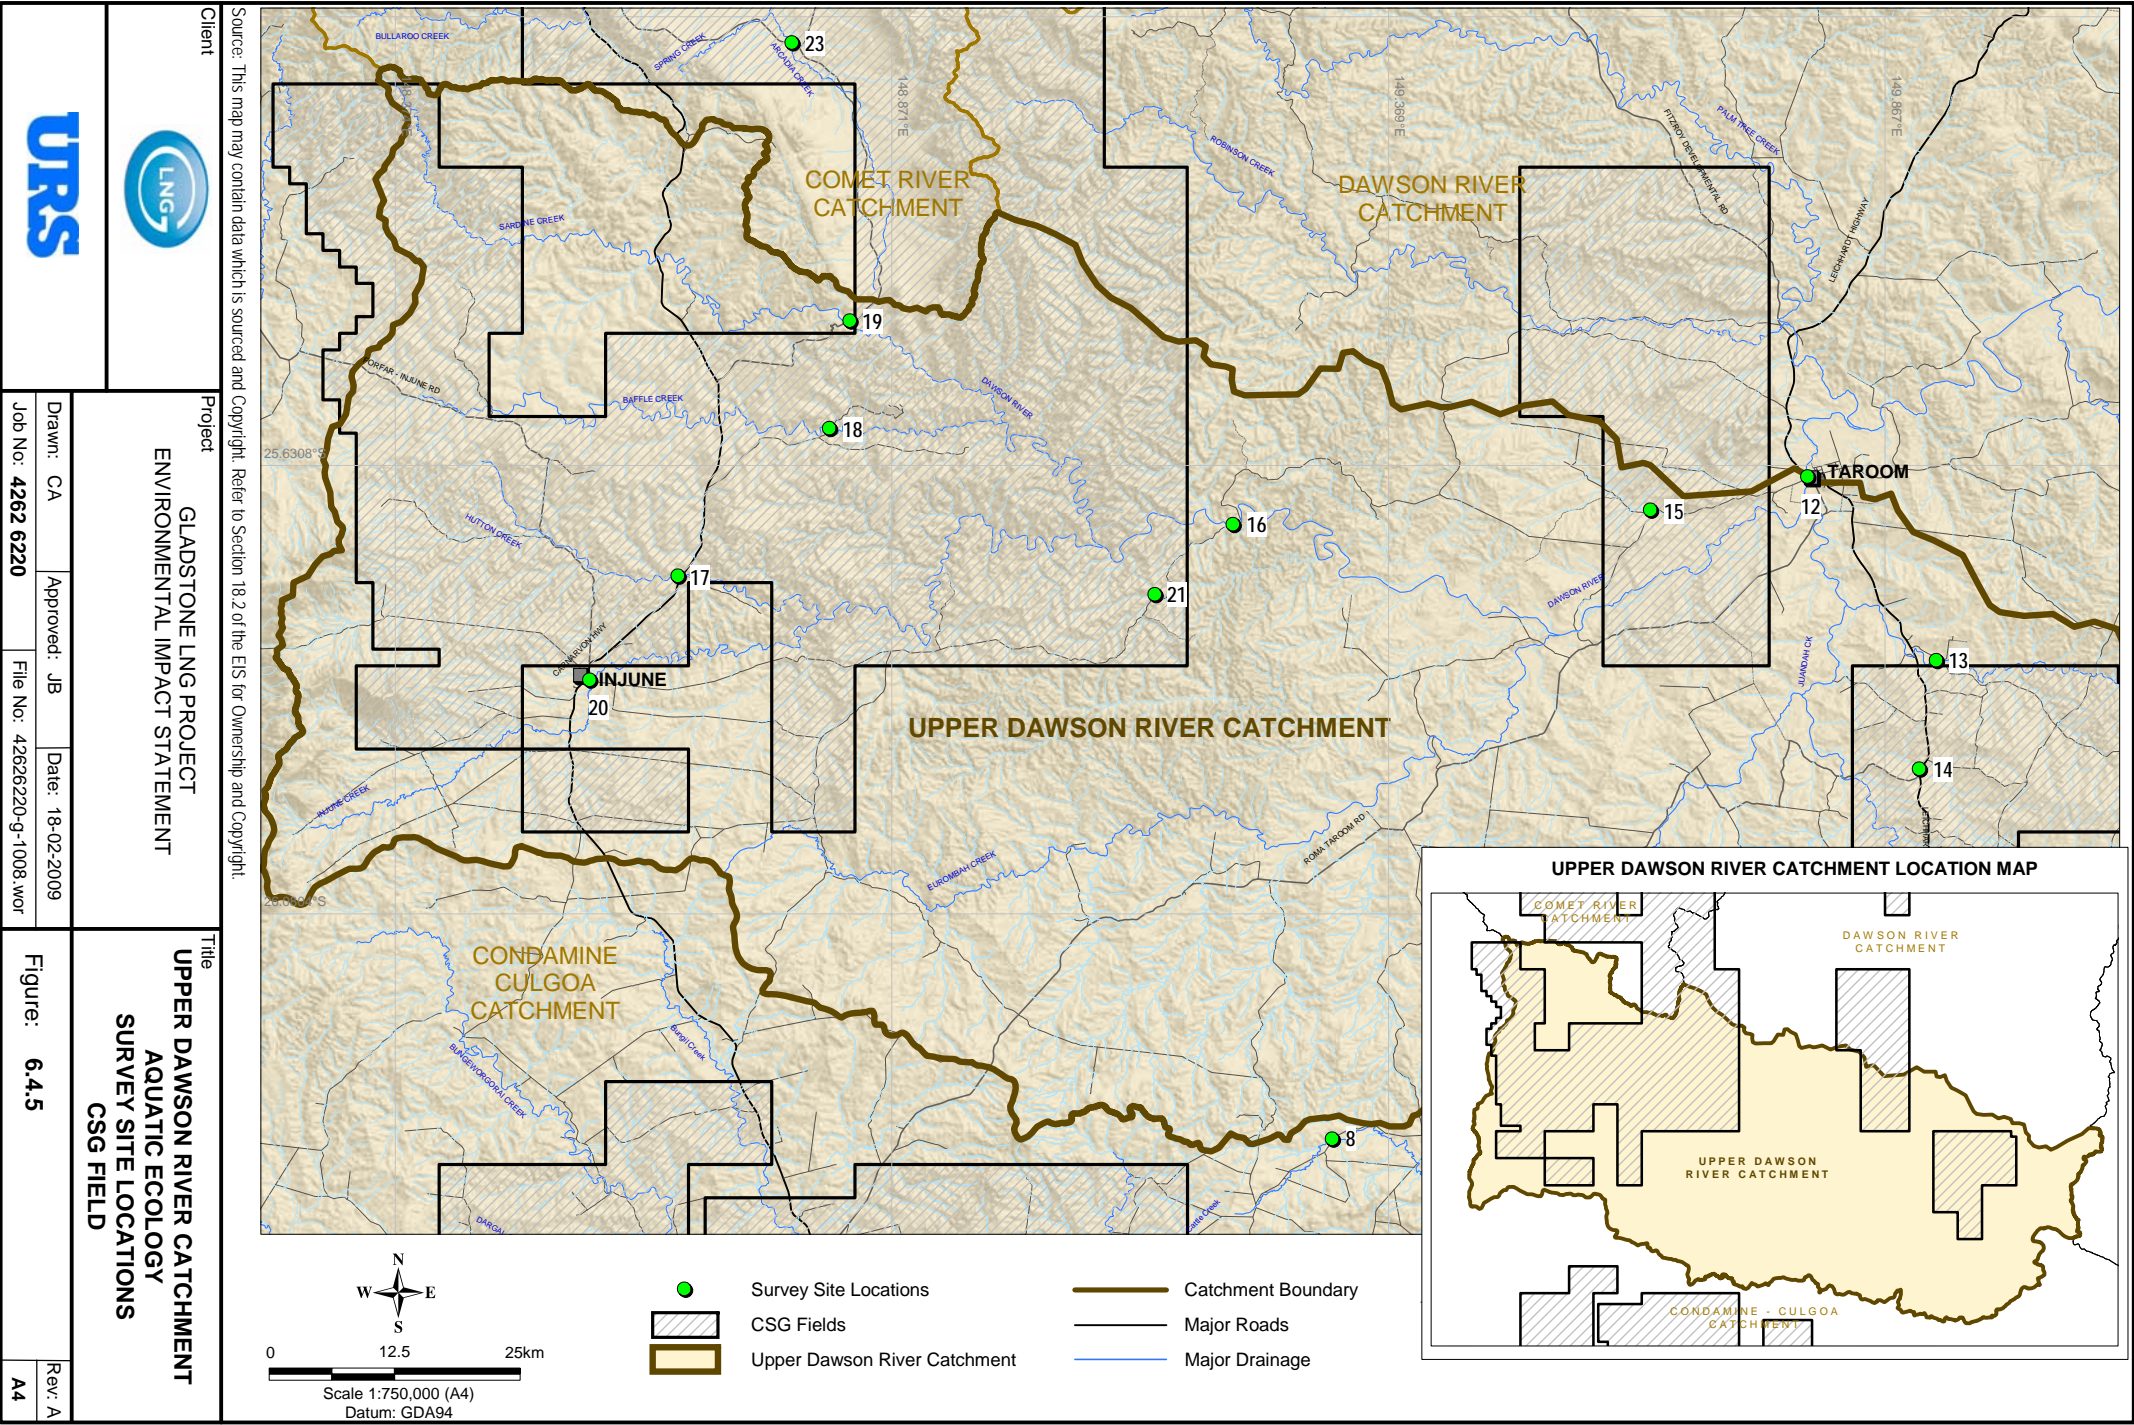 Source: This map may contain data which is sourced and Copyright. Refer to Section 18.2 of the EIS for Ownership and Copyright.
Client
LNG
URS
Project
GLADSTONE LNG PROJECT
ENVIRONMENTAL IMPACT STATEMENT
Drawn: CA
Approved: JB
Date: 18-02-2009
Job No: 4262 6220
File No: 42626220-g-1008.wor
Title
UPPER DAWSON RIVER CATCHMENT
AQUATIC ECOLOGY
SURVEY SITE LOCATIONS
CSG FIELD
Figure: 6.4.5
Rev: A
A4
BULLAROO CREEK
SPRING CREEK
ARCADIA CREEK
23
148.871°E
149.369°E
149.867°E
ROBINSON CREEK
PALM TREE CREEK
FITZROY DEVELOPMENTAL RD
LEICHHARDT HIGHWAY
COMET RIVER
CATCHMENT
DAWSON RIVER
CATCHMENT
SARDINE CREEK
19
FORFAR - INJUNE RD
BAFFLE CREEK
DAWSON RIVER
18
25.6308°S
TAROOM
12
15
HUTTON CREEK
16
17
21
DAWSON RIVER
CARNARVON HWY
JUANDAH CK
13
INJUNE
20
UPPER DAWSON RIVER CATCHMENT
14
INJUNE CREEK
ROMA TAROOM RD
EUROMBAH CREEK
CONDAMINE
CULGOA
CATCHMENT
BUNGEWORGORAI CREEK
Bungil Creek
8
DARGAL
Cattle Creek
UPPER DAWSON RIVER CATCHMENT LOCATION MAP
COMET RIVER
CATCHMENT
DAWSON RIVER
CATCHMENT
UPPER DAWSON
RIVER CATCHMENT
CONDAMINE - CULGOA
CATCHMENT
N
W
E
S
0
12.5
25km
Scale 1:750,000 (A4)
Datum: GDA94
Survey Site Locations
CSG Fields
Upper Dawson River Catchment
Catchment Boundary
Major Roads
Major Drainage